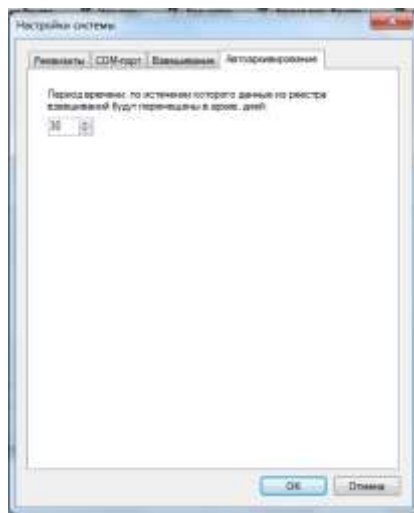 Настройки системы
Реквизиты COM-порт Взвешивание Автоархивирование
Период времени, по истечении которого данные из реестра
взвешиваний будут перемещены в архив, дней:
30
OK Отмена